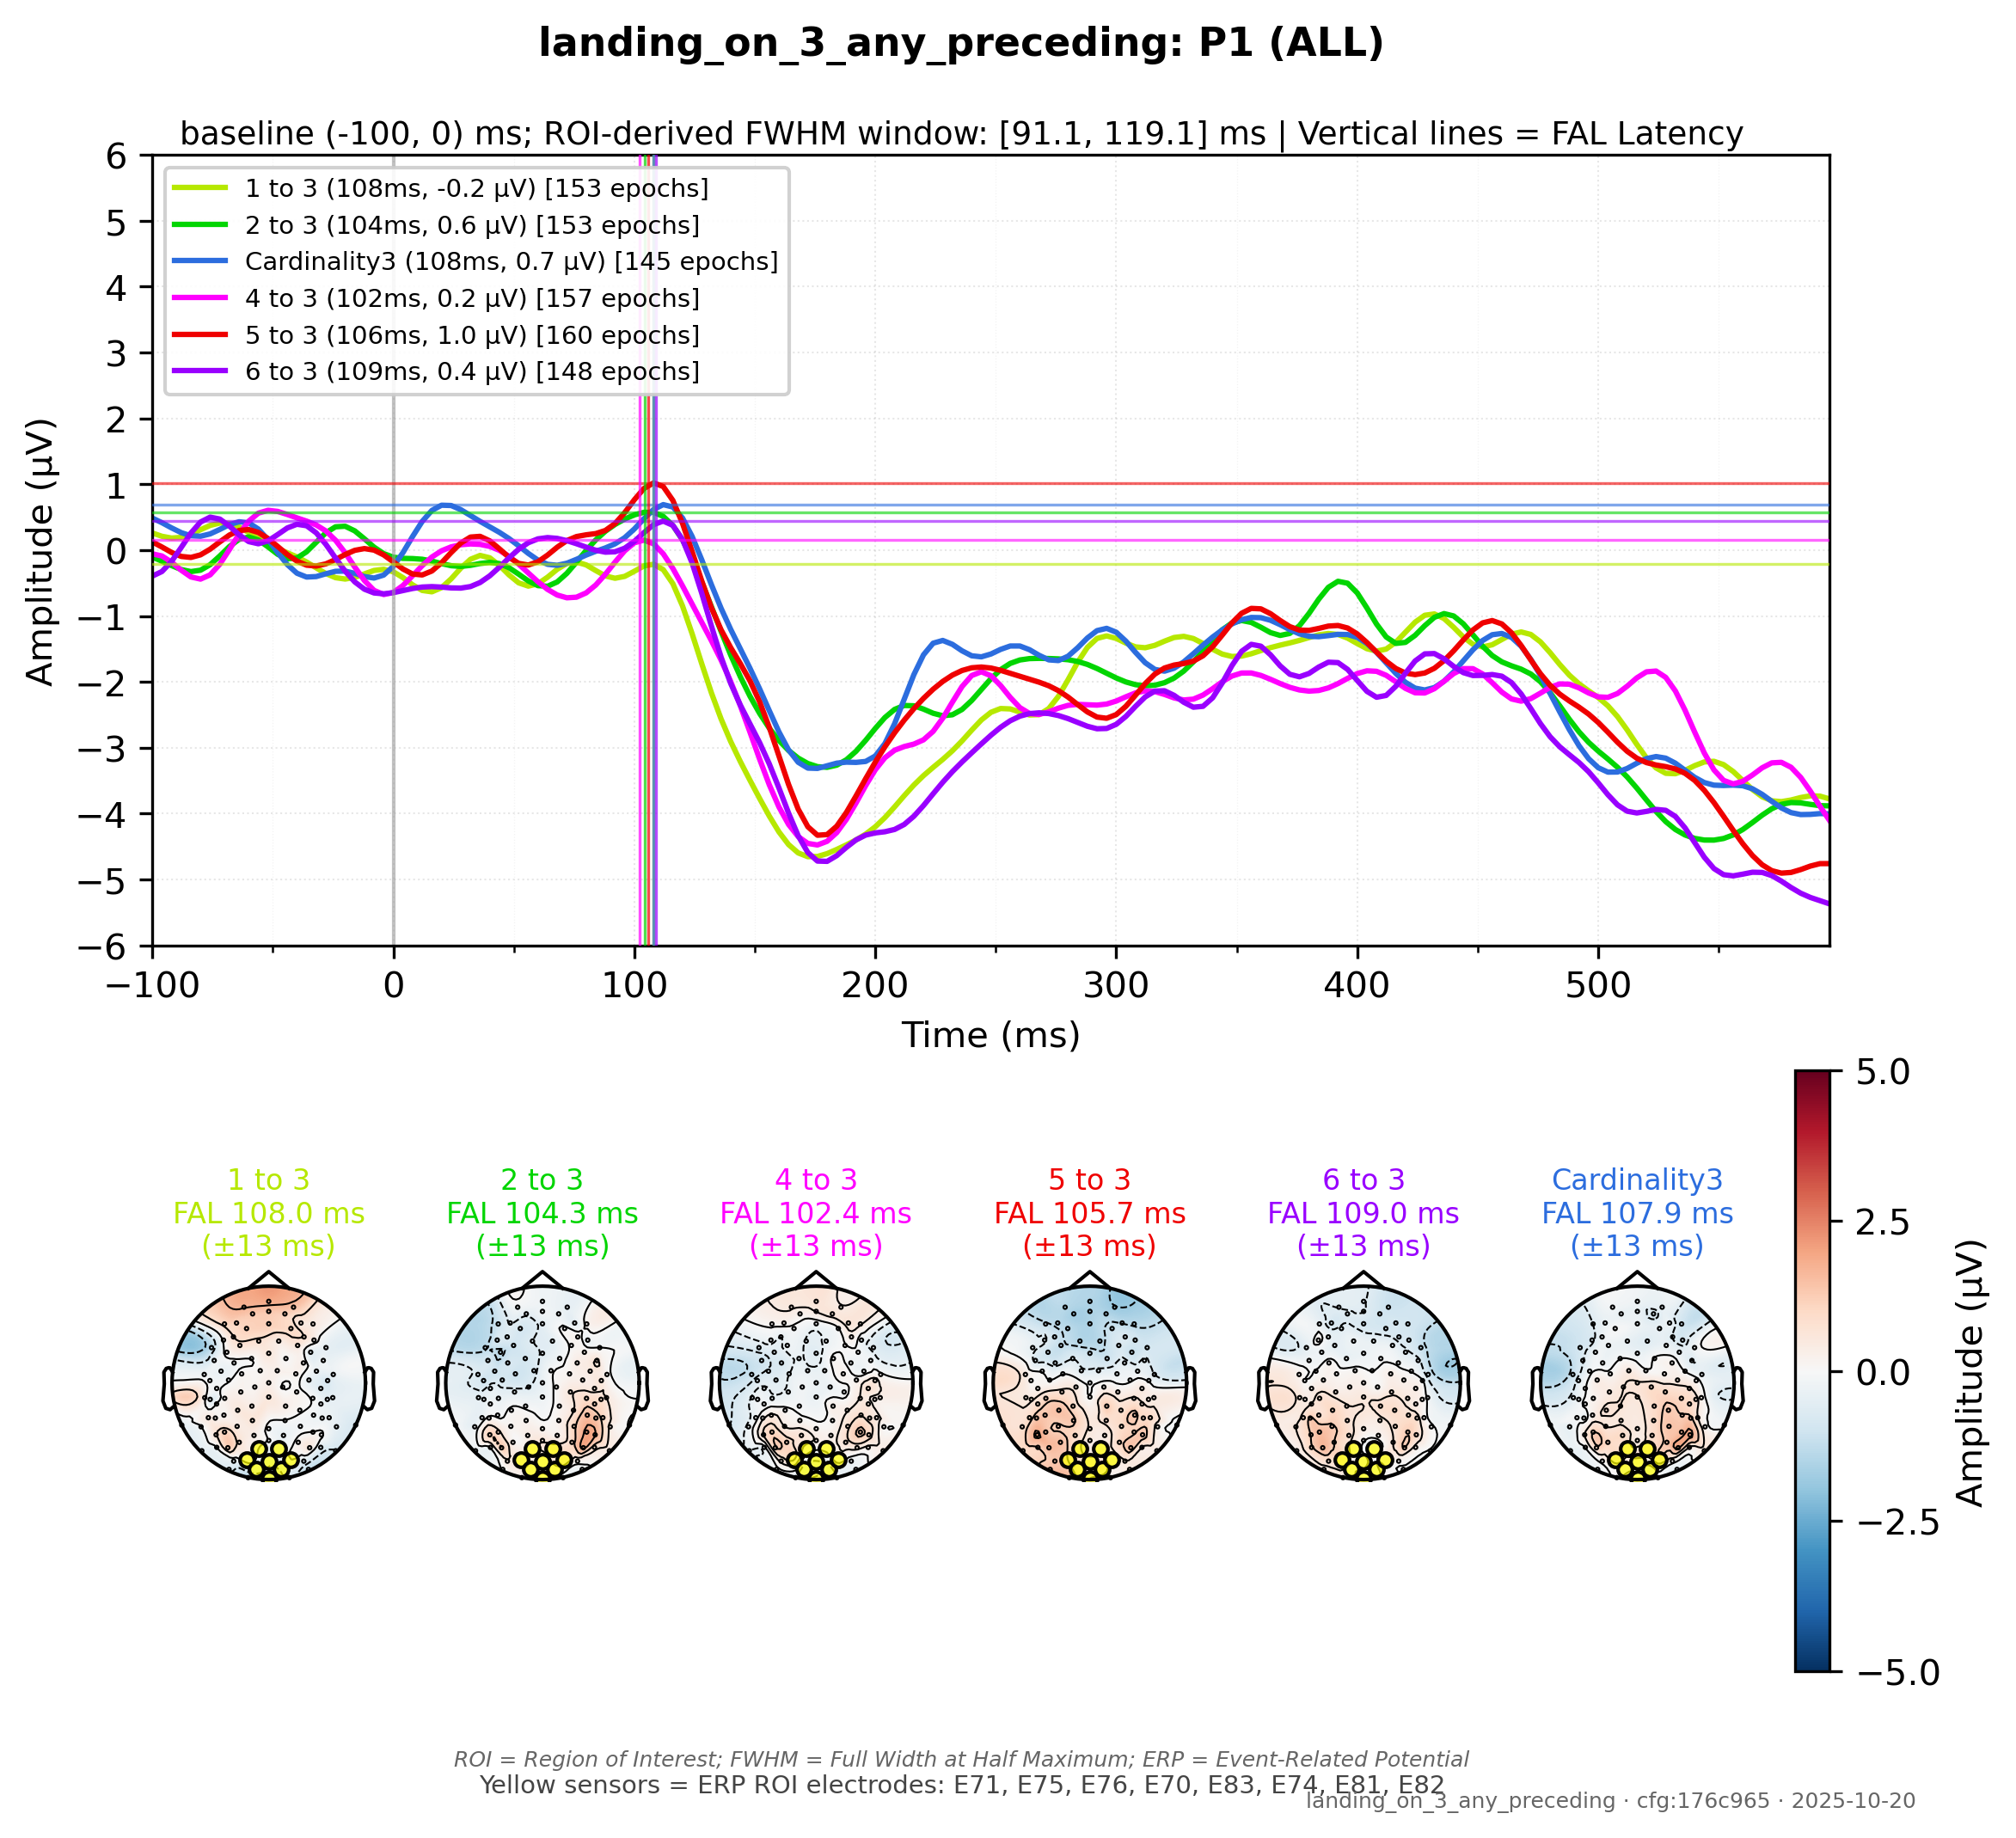 landing_on_3_any_preceding: P1 (ALL)
baseline (-100, 0) ms; ROI-derived FWHM window: [91.1, 119.1] ms | Vertical lines = FAL Latency
1 to 3 (108ms, -0.2 µV) [153 epochs]
2 to 3 (104ms, 0.6 µV) [153 epochs]
Cardinality3 (108ms, 0.7 µV) [145 epochs]
4 to 3 (102ms, 0.2 µV) [157 epochs]
5 to 3 (106ms, 1.0 µV) [160 epochs]
6 to 3 (109ms, 0.4 µV) [148 epochs]
Amplitude (µV)
6
5
4
3
2
1
0
−1
−2
−3
−4
−5
−6
−100 0 100 200 300 400 500
Time (ms)
1 to 3
FAL 108.0 ms
(±13 ms)
2 to 3
FAL 104.3 ms
(±13 ms)
4 to 3
FAL 102.4 ms
(±13 ms)
5 to 3
FAL 105.7 ms
(±13 ms)
6 to 3
FAL 109.0 ms
(±13 ms)
Cardinality3
FAL 107.9 ms
(±13 ms)
5.0
2.5
0.0
−2.5
−5.0
Amplitude (µV)
ROI = Region of Interest; FWHM = Full Width at Half Maximum; ERP = Event-Related Potential
Yellow sensors = ERP ROI electrodes: E71, E75, E76, E70, E83, E74, E81, E82
landing_on_3_any_preceding · cfg:176c965 · 2025-10-20